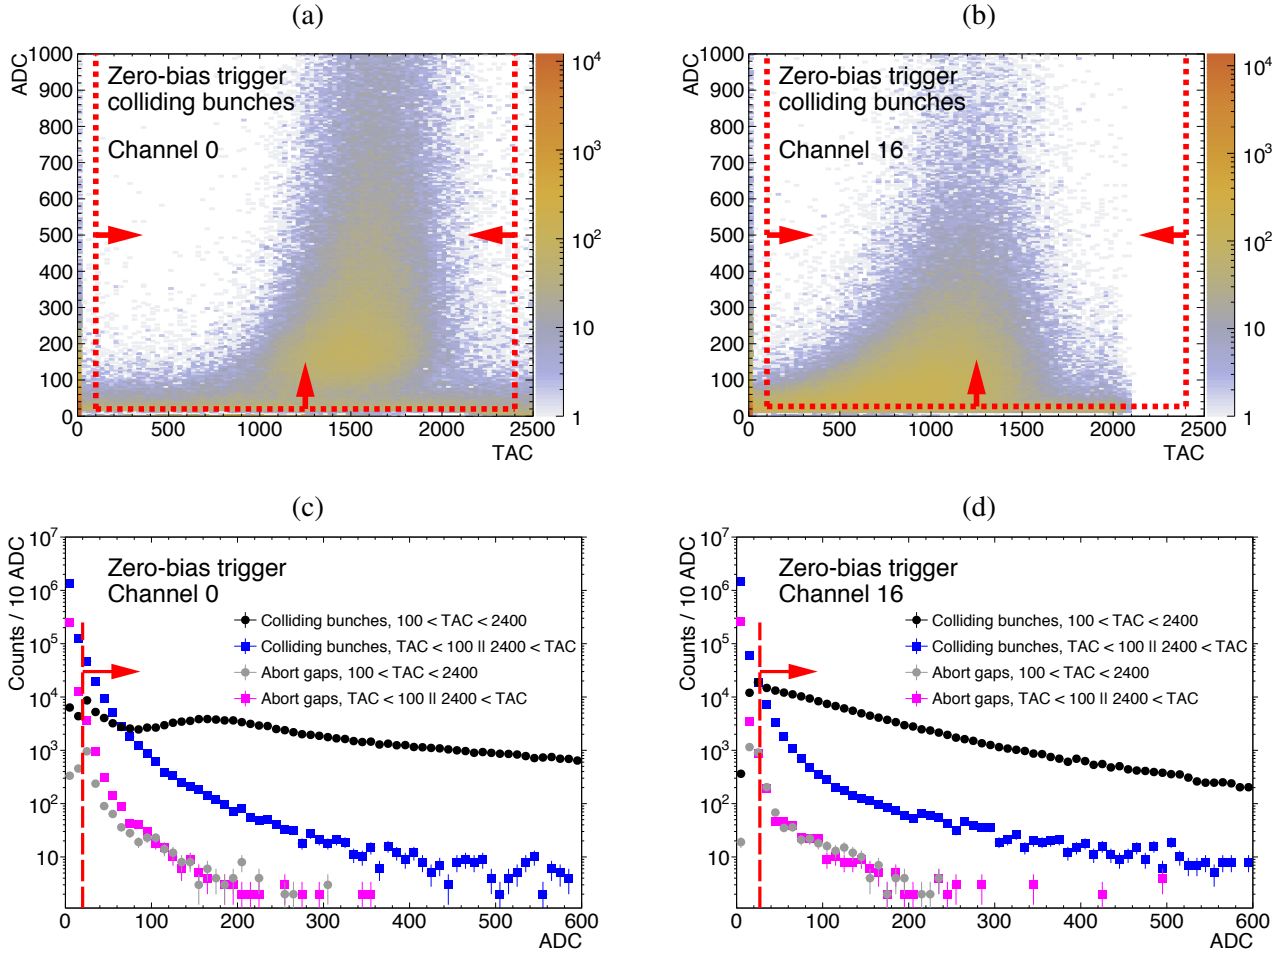 (a)
(b)
ADC
1000
900
800
700
600
500
400
300
200
100
0
Zero-bias trigger
colliding bunches
Channel 0
0
500
1000
1500
2000
2500
TAC
10⁴
10³
10²
10
1
ADC
1000
900
800
700
600
500
400
300
200
100
0
Zero-bias trigger
colliding bunches
Channel 16
0
500
1000
1500
2000
2500
TAC
10⁴
10³
10²
10
1
(c)
(d)
Counts / 10 ADC
10⁷
10⁶
10⁵
10⁴
10³
10²
10
Zero-bias trigger
Channel 0
Colliding bunches, 100 < TAC < 2400
Colliding bunches, TAC < 100 || 2400 < TAC
Abort gaps, 100 < TAC < 2400
Abort gaps, TAC < 100 || 2400 < TAC
0
100
200
300
400
500
600
ADC
Counts / 10 ADC
10⁷
10⁶
10⁵
10⁴
10³
10²
10
Zero-bias trigger
Channel 16
Colliding bunches, 100 < TAC < 2400
Colliding bunches, TAC < 100 || 2400 < TAC
Abort gaps, 100 < TAC < 2400
Abort gaps, TAC < 100 || 2400 < TAC
0
100
200
300
400
500
600
ADC